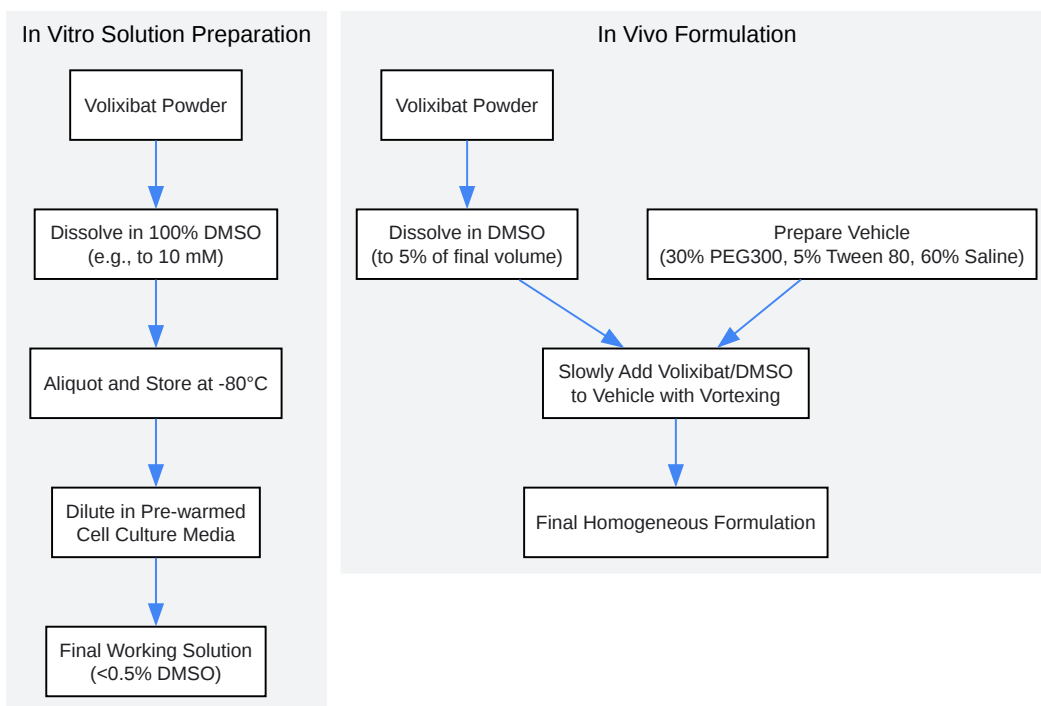 In Vitro Solution Preparation
Volixibat Powder
Dissolve in 100% DMSO
(e.g., to 10 mM)
Aliquot and Store at -80°C
Dilute in Pre-warmed
Cell Culture Media
Final Working Solution
(<0.5% DMSO)
In Vivo Formulation
Volixibat Powder
Dissolve in DMSO
(to 5% of final volume)
Prepare Vehicle
(30% PEG300, 5% Tween 80, 60% Saline)
Slowly Add Volixibat/DMSO
to Vehicle with Vortexing
Final Homogeneous Formulation